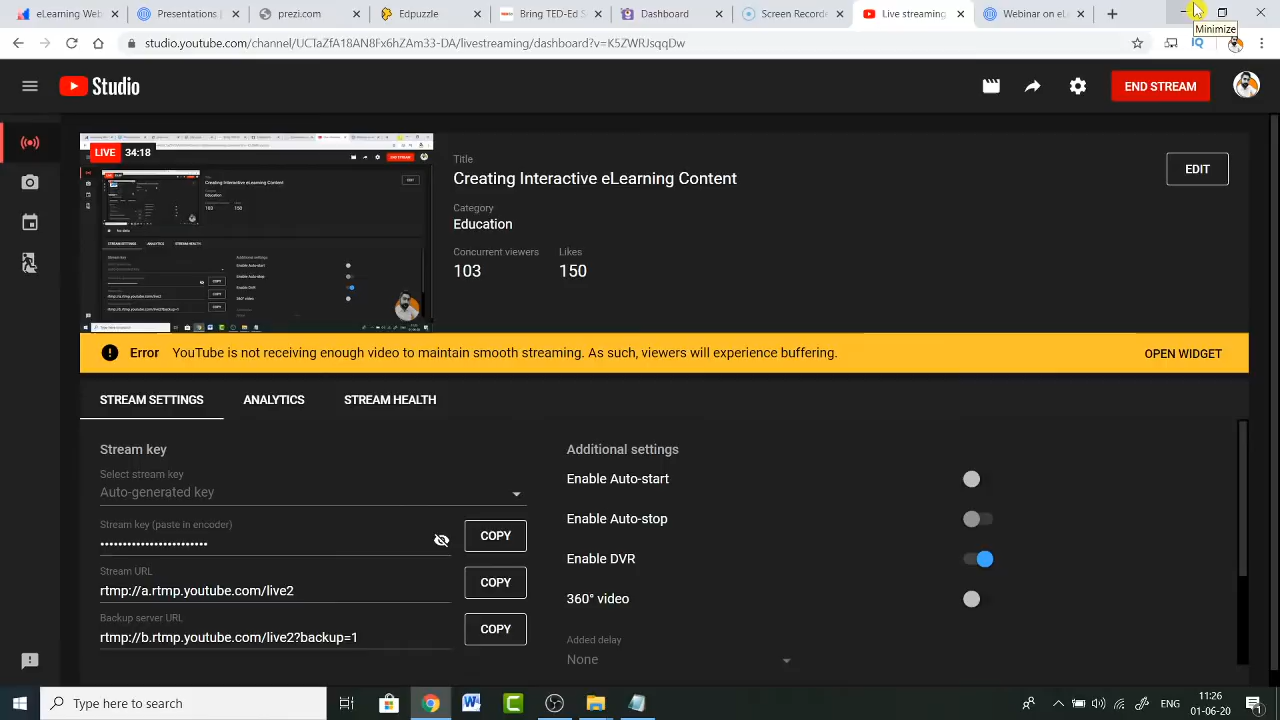 eLearning Web
Presentations
prezi.com
Edpuzzle
Bring TED-Ed S
Dashboard
Screen Recorde
Live streaming
Webinar on eL
Minimize
studio.youtube.com/channel/UCTaZfA18AN8Fx6hZAm33-DA/livestreaming/dashboard?v=K5ZWRJsqqDw
Studio
END STREAM
LIVE 34:18
Title
Creating Interactive eLearning Content
EDIT
Category
Education
Concurrent viewers Likes
103 150
Error YouTube is not receiving enough video to maintain smooth streaming. As such, viewers will experience buffering. OPEN WIDGET
STREAM SETTINGS ANALYTICS STREAM HEALTH
Stream key
Select stream key
Auto-generated key
Stream key (paste in encoder)
COPY
Stream URL
rtmp://a.rtmp.youtube.com/live2
COPY
Backup server URL
rtmp://b.rtmp.youtube.com/live2?backup=1
COPY
Additional settings
Enable Auto-start
Enable Auto-stop
Enable DVR
360° video
Added delay
None
Type here to search
ENG
11:26
01-06-20